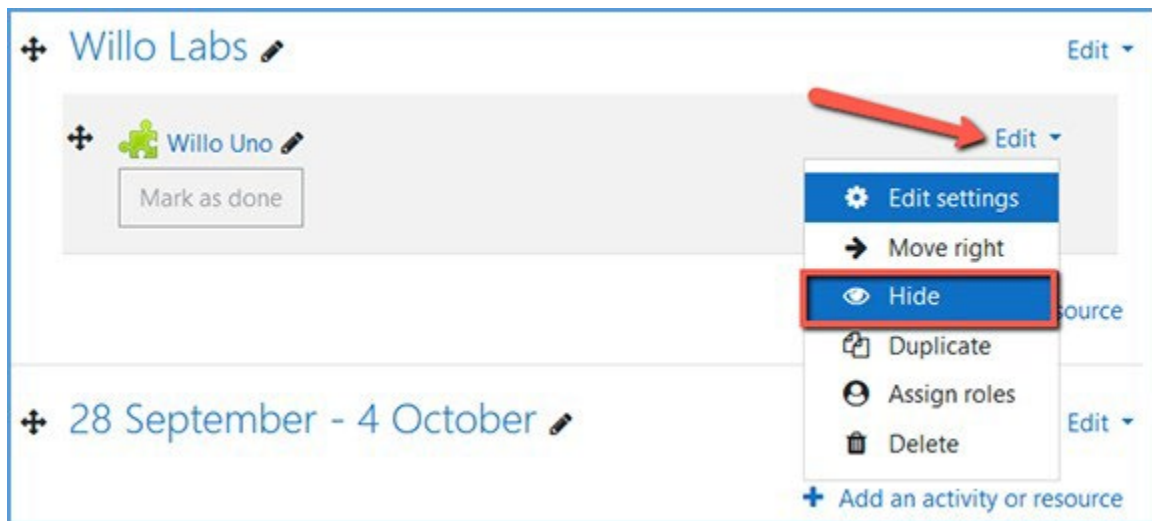 Willo Labs
Edit
Willo Uno
Edit
Mark as done
Edit settings
Move right
Hide
source
Duplicate
Assign roles
Delete
28 September - 4 October
Edit
Add an activity or resource